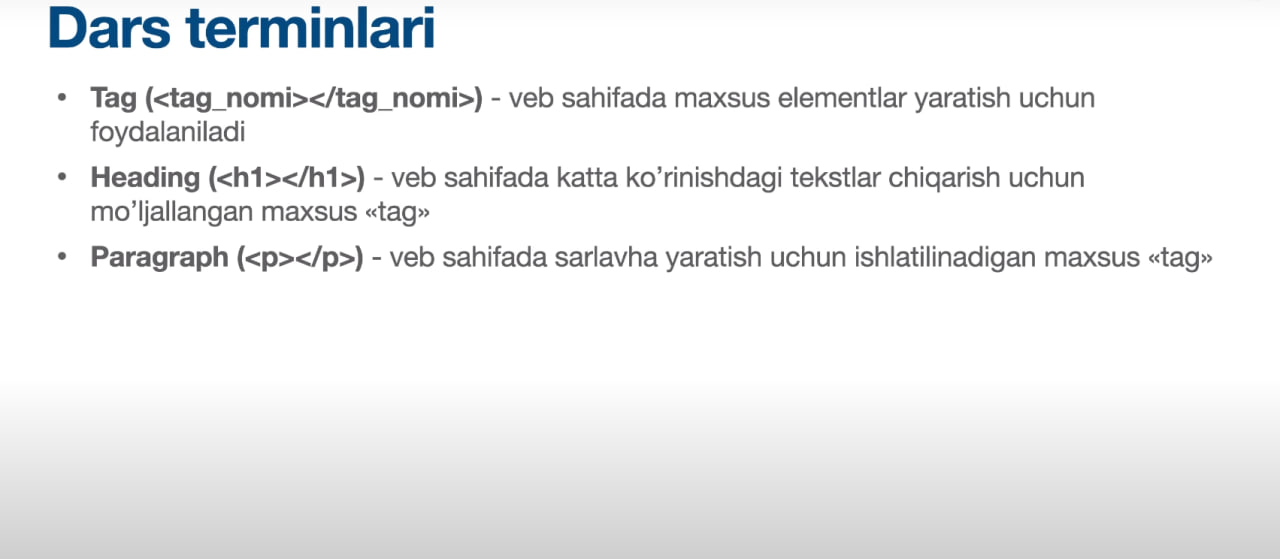 Dars terminlari
• Tag (<tag_nomi></tag_nomi>) - veb sahifada maxsus elementlar yaratish uchun
foydalaniladi
• Heading (<h1></h1>) - veb sahifada katta ko’rinishdagi tekstlar chiqarish uchun
mo’ljallangan maxsus «tag»
• Paragraph (<p></p>) - veb sahifada sarlavha yaratish uchun ishlatilinadigan maxsus «tag»